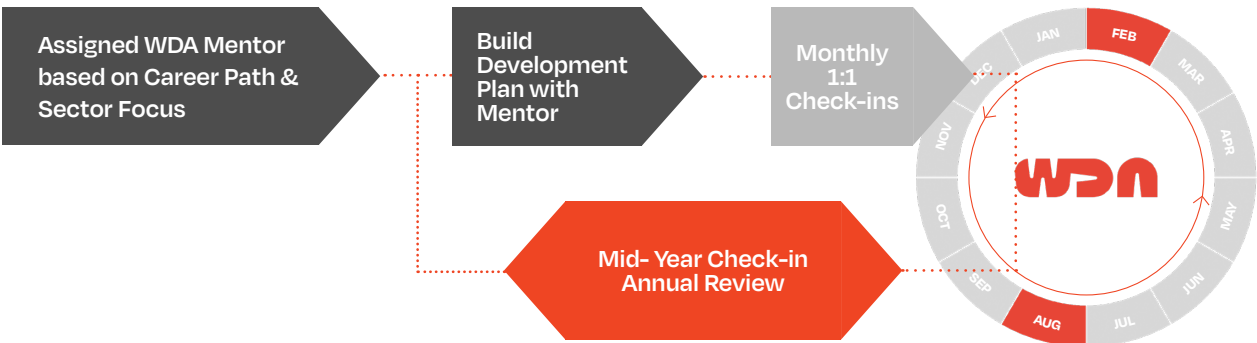 Assigned WDA Mentor
based on Career Path &
Sector Focus
Build
Development
Plan with
Mentor
Monthly
1:1
Check-ins
Mid- Year Check-in
Annual Review
JAN
FEB
MAR
APR
MAY
JUN
JUL
AUG
SEP
OCT
NOV
DEC
WDA